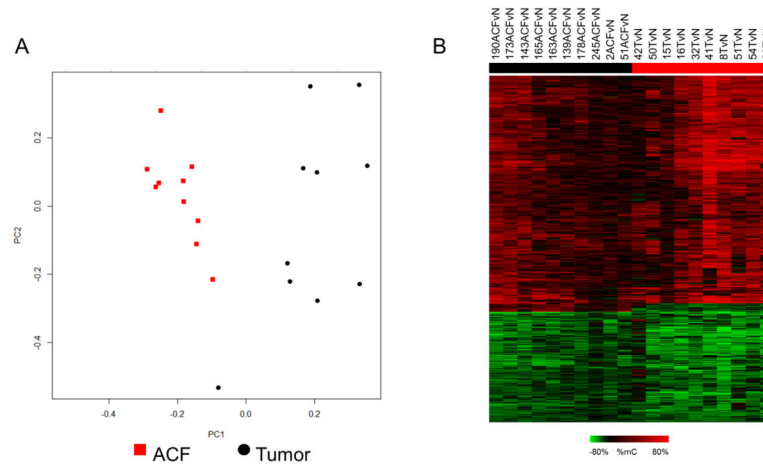 A
B
190ACFvN
173ACFvN
143ACFvN
165ACFvN
163ACFvN
139ACFvN
178ACFvN
245ACFvN
2ACFvN
51ACFvN
42TvN
50TvN
15TvN
16TvN
32TvN
41TvN
8TvN
51TvN
54TvN
0.2
0.0
-0.2
-0.4
PC2
-0.4
-0.2
0.0
0.2
PC1
ACF
Tumor
-80%
%mC
80%